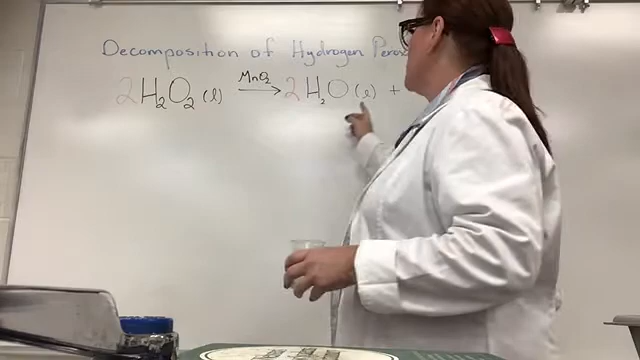 Decomposition of Hydrogen Perox
MnO₂
2H₂O₂(l) → 2H₂O(l) +